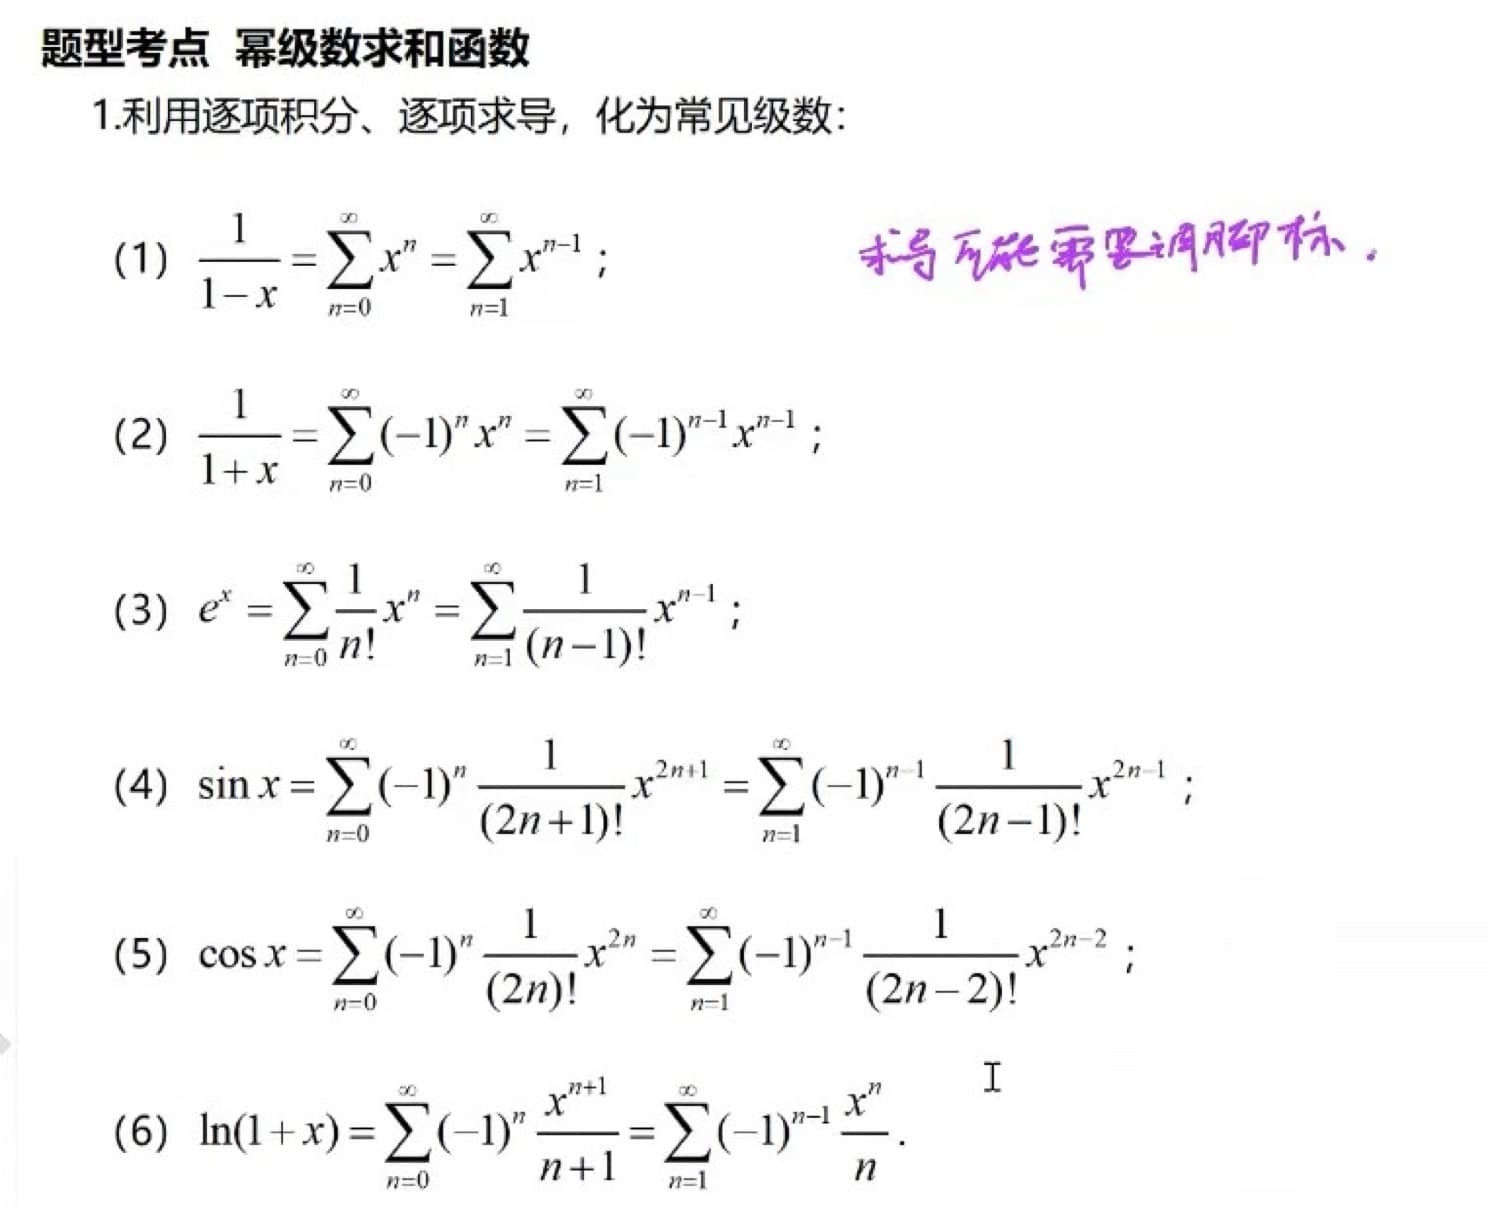 题型考点 幂级数求和函数
1.利用逐项积分、逐项求导，化为常见级数：
(1) \frac{1}{1-x}=\sum_{n=0}^{\infty}x^{n}=\sum_{n=1}^{\infty}x^{n-1}；
求导可能需要调脚标.
(2) \frac{1}{1+x}=\sum_{n=0}^{\infty}(-1)^{n}x^{n}=\sum_{n=1}^{\infty}(-1)^{n-1}x^{n-1}；
(3) e^{x}=\sum_{n=0}^{\infty}\frac{1}{n!}x^{n}=\sum_{n=1}^{\infty}\frac{1}{(n-1)!}x^{n-1}；
(4) \sin x=\sum_{n=0}^{\infty}(-1)^{n}\frac{1}{(2n+1)!}x^{2n+1}=\sum_{n=1}^{\infty}(-1)^{n-1}\frac{1}{(2n-1)!}x^{2n-1}；
(5) \cos x=\sum_{n=0}^{\infty}(-1)^{n}\frac{1}{(2n)!}x^{2n}=\sum_{n=1}^{\infty}(-1)^{n-1}\frac{1}{(2n-2)!}x^{2n-2}；
(6) \ln(1+x)=\sum_{n=0}^{\infty}(-1)^{n}\frac{x^{n+1}}{n+1}=\sum_{n=1}^{\infty}(-1)^{n-1}\frac{x^{n}}{n}.